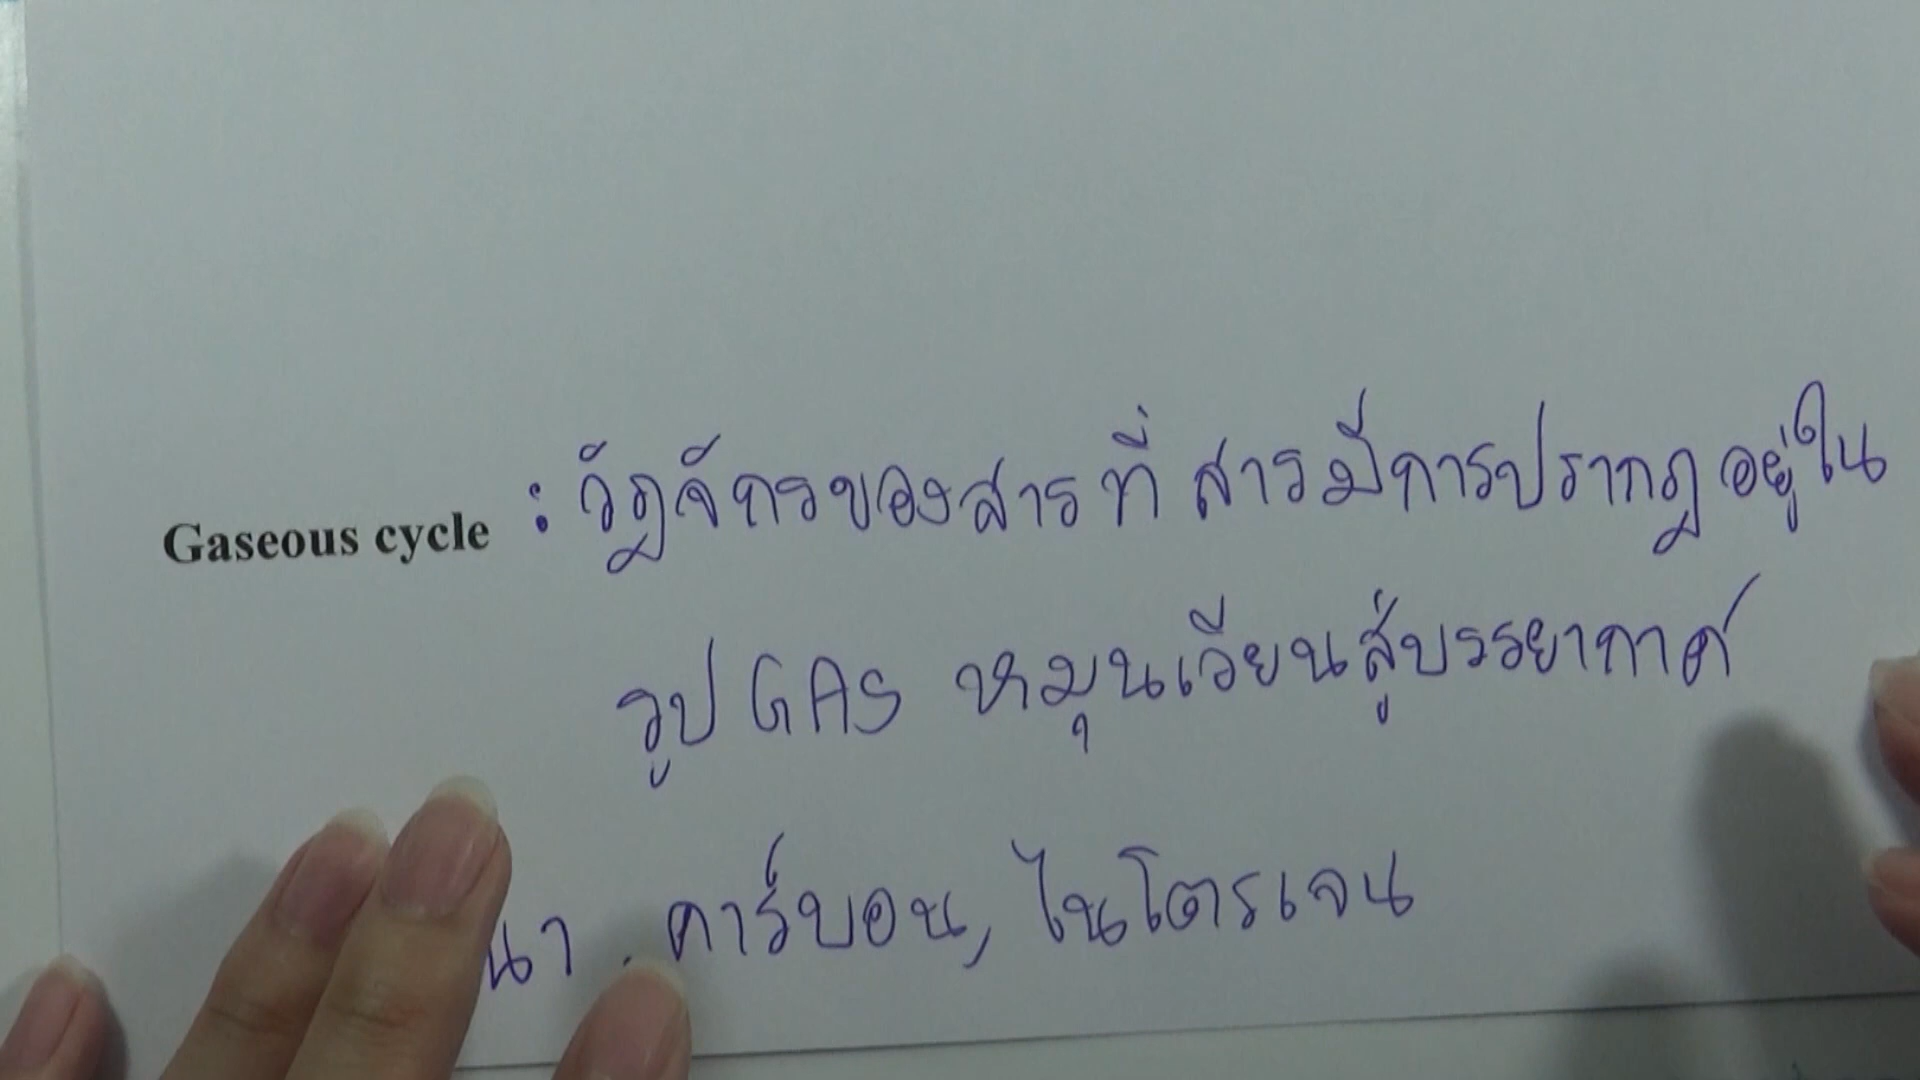 Gaseous cycle : วัฏจักรของสารที่ สารมีการปรากฏอยู่ใน
รูป GAS หมุนเวียนสู่บรรยากาศ
คาร์บอน, ไนโตรเจน